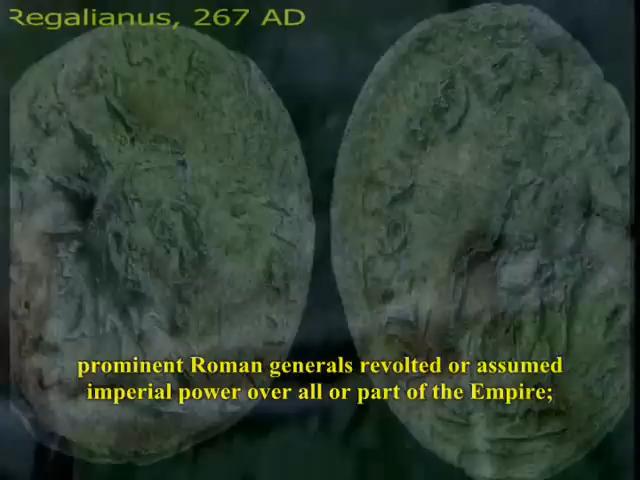 Regalianus, 267 AD
prominent Roman generals revolted or assumed
imperial power over all or part of the Empire;